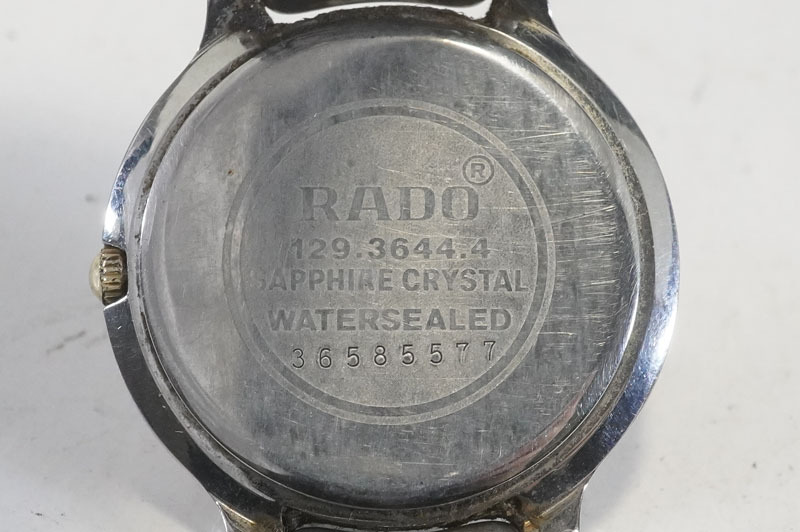 RADO®
129.3644.4
SAPPHIRE CRYSTAL
WATERSEALED
36585577